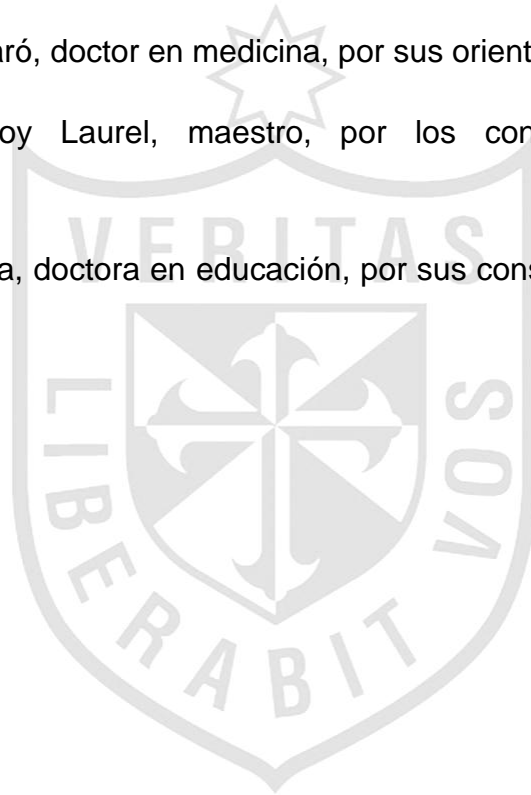 aró, doctor en medicina, por sus orient
oy Laurel, maestro, por los con
a, doctora en educación, por sus cons
VERITAS
LIBERABIT VOS